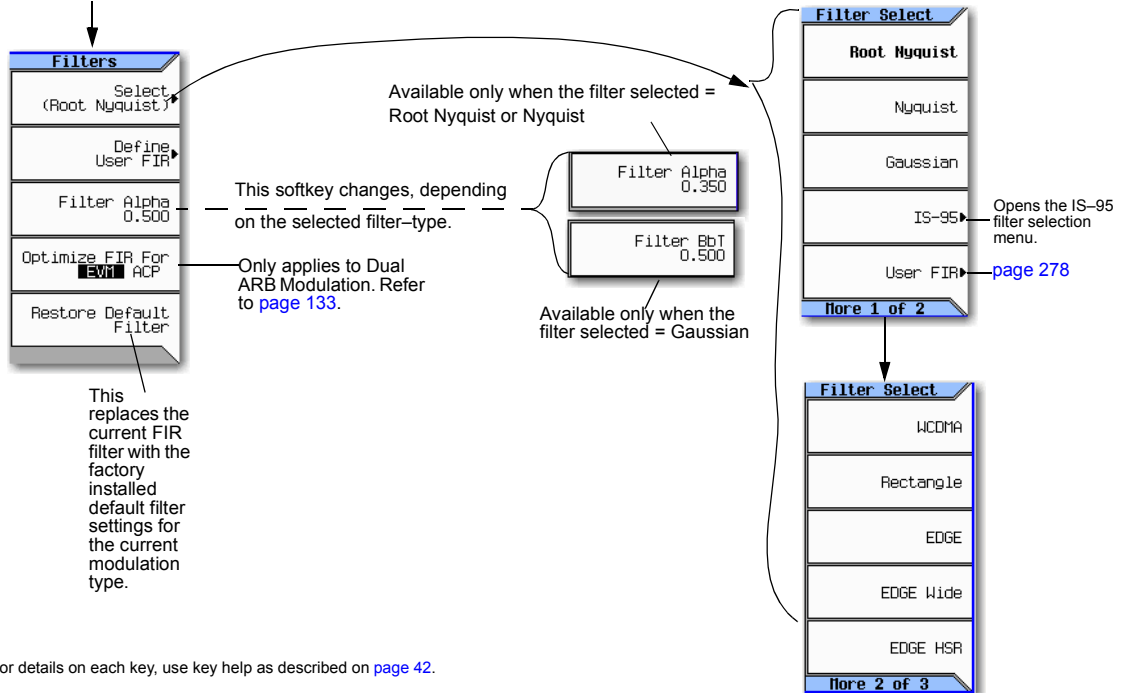 Filters
Select
(Root Nyquist)
Define
User FIR
Filter Alpha
0.500
Optimize FIR For
EVM ACP
Restore Default
Filter
This
replaces the
current FIR
filter with the
factory
installed
default filter
settings for
the current
modulation
type.
This softkey changes, depending
on the selected filter–type.
Only applies to Dual
ARB Modulation. Refer
to page 133.
Available only when the filter selected =
Root Nyquist or Nyquist
Filter Alpha
0.350
Filter BbT
0.500
Available only when the
filter selected = Gaussian
Filter Select
Root Nyquist
Nyquist
Gaussian
IS-95
User FIR
More 1 of 2
Opens the IS–95
filter selection
menu.
page 278
Filter Select
WCDMA
Rectangle
EDGE
EDGE Wide
EDGE HSR
More 2 of 3
or details on each key, use key help as described on page 42.